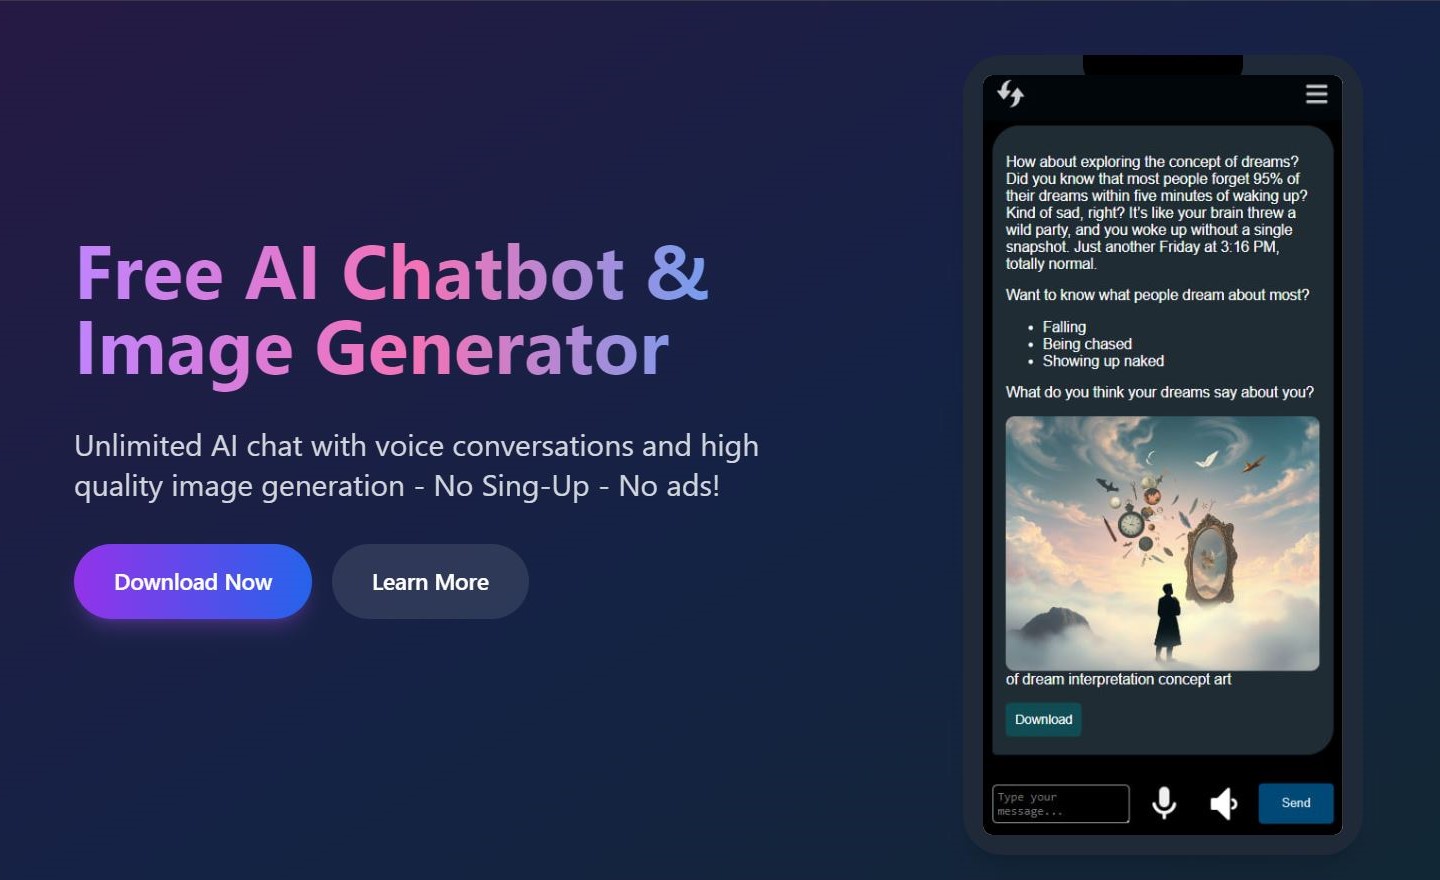 Free AI Chatbot &
Image Generator
Unlimited AI chat with voice conversations and high
quality image generation - No Sing-Up - No ads!
Download Now
Learn More
How about exploring the concept of dreams?
Did you know that most people forget 95% of
their dreams within five minutes of waking up?
Kind of sad, right? It's like your brain threw a
wild party, and you woke up without a single
snapshot. Just another Friday at 3:16 PM,
totally normal.
Want to know what people dream about most?
• Falling
• Being chased
• Showing up naked
What do you think your dreams say about you?
of dream interpretation concept art
Download
Type your
message...
Send